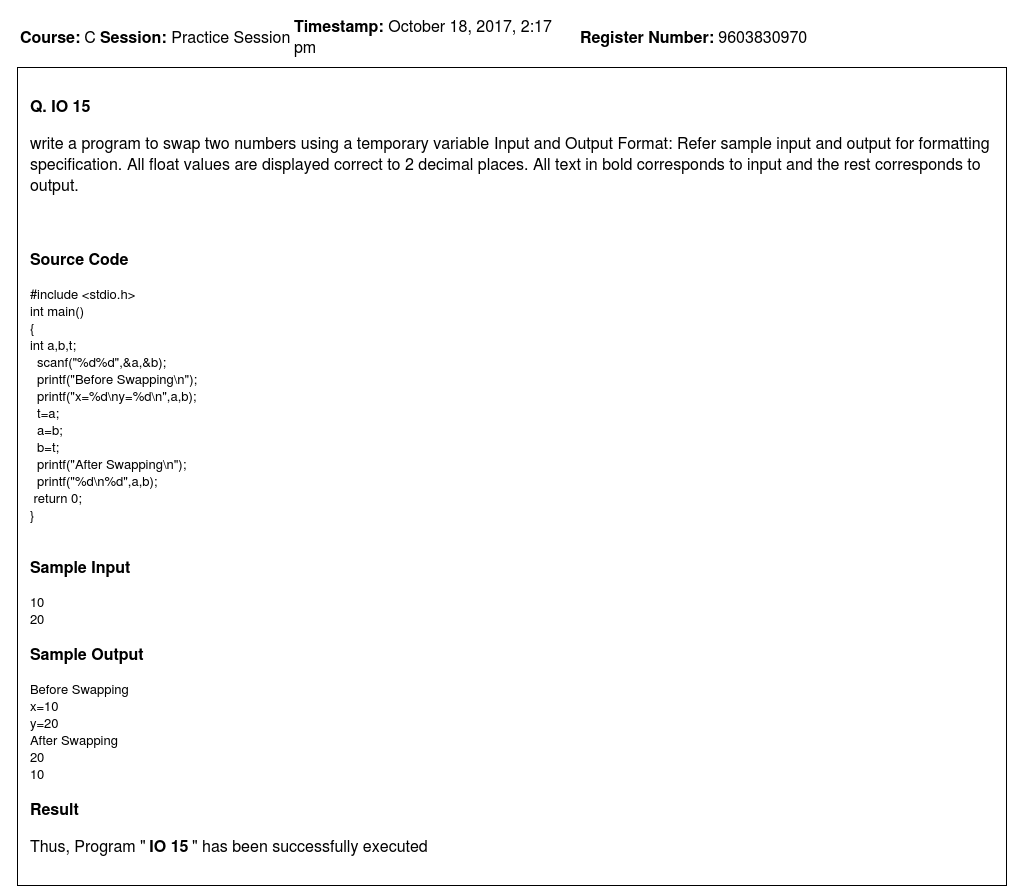 Course: C Session: Practice Session Timestamp: October 18, 2017, 2:17 pm Register Number: 9603830970
Q. IO 15
write a program to swap two numbers using a temporary variable Input and Output Format: Refer sample input and output for formatting
specification. All float values are displayed correct to 2 decimal places. All text in bold corresponds to input and the rest corresponds to
output.
Source Code
#include <stdio.h>
int main()
{
int a,b,t;
  scanf("%d%d",&a,&b);
  printf("Before Swapping\n");
  printf("x=%d\ny=%d\n",a,b);
  t=a;
  a=b;
  b=t;
  printf("After Swapping\n");
  printf("%d\n%d",a,b);
 return 0;
}
Sample Input
10
20
Sample Output
Before Swapping
x=10
y=20
After Swapping
20
10
Result
Thus, Program " IO 15 " has been successfully executed